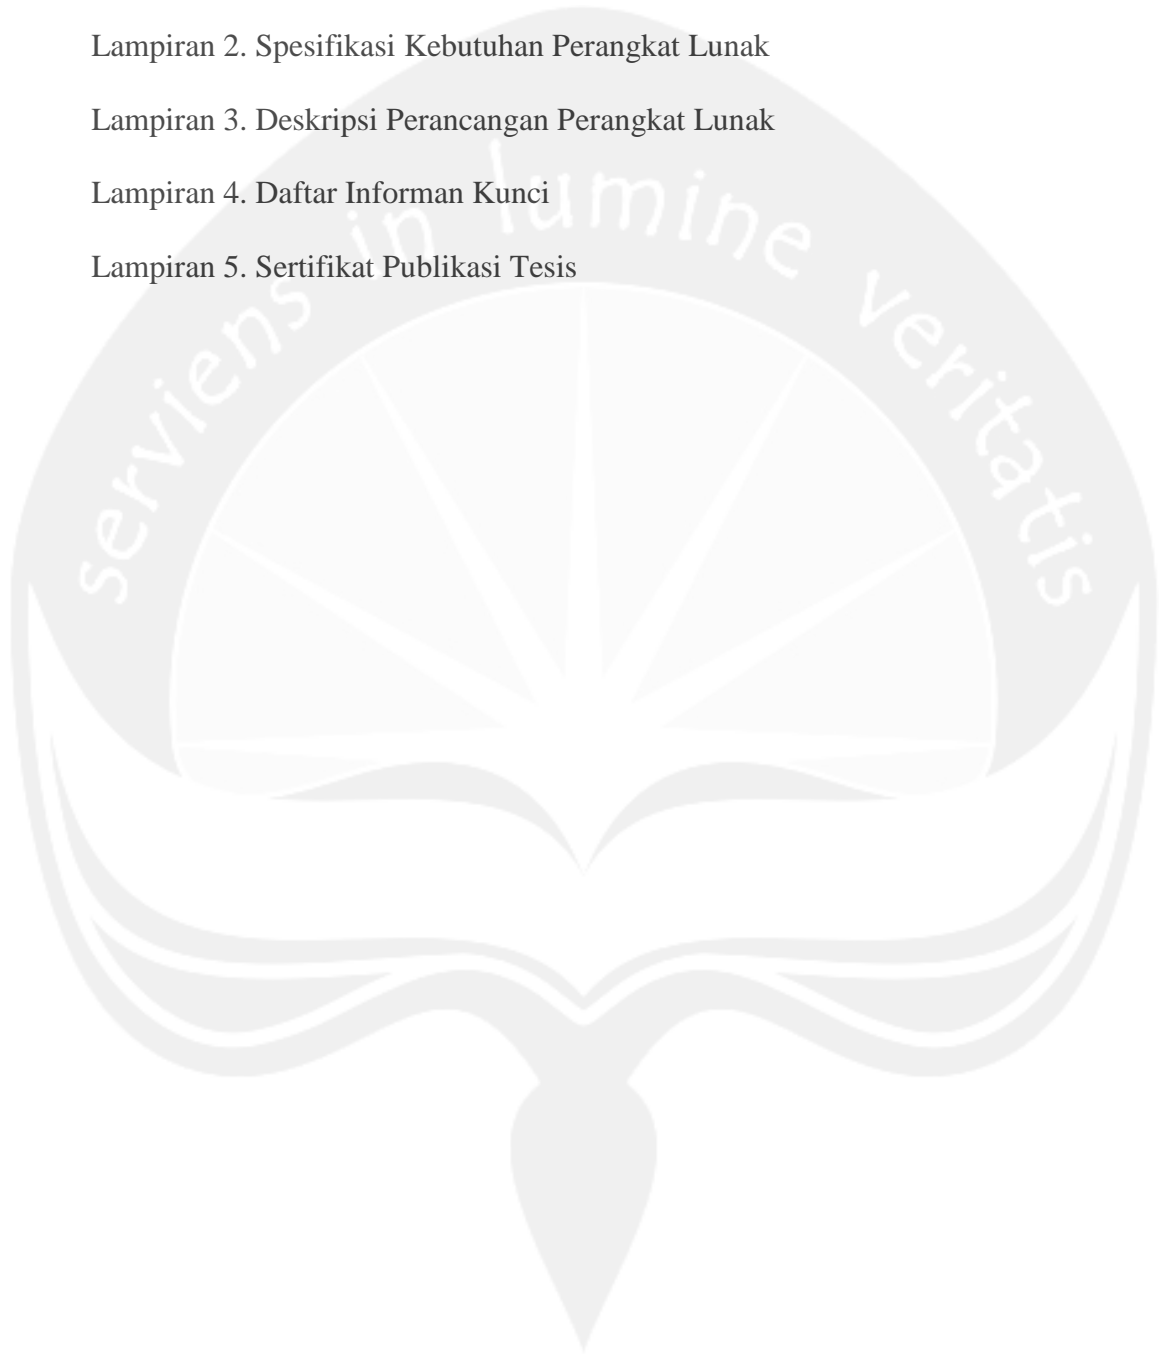 Lampiran 2. Spesifikasi Kebutuhan Perangkat Lunak
Lampiran 3. Deskripsi Perancangan Perangkat Lunak
Lampiran 4. Daftar Informan Kunci
Lampiran 5. Sertifikat Publikasi Tesis
serviens in lumine veritatis